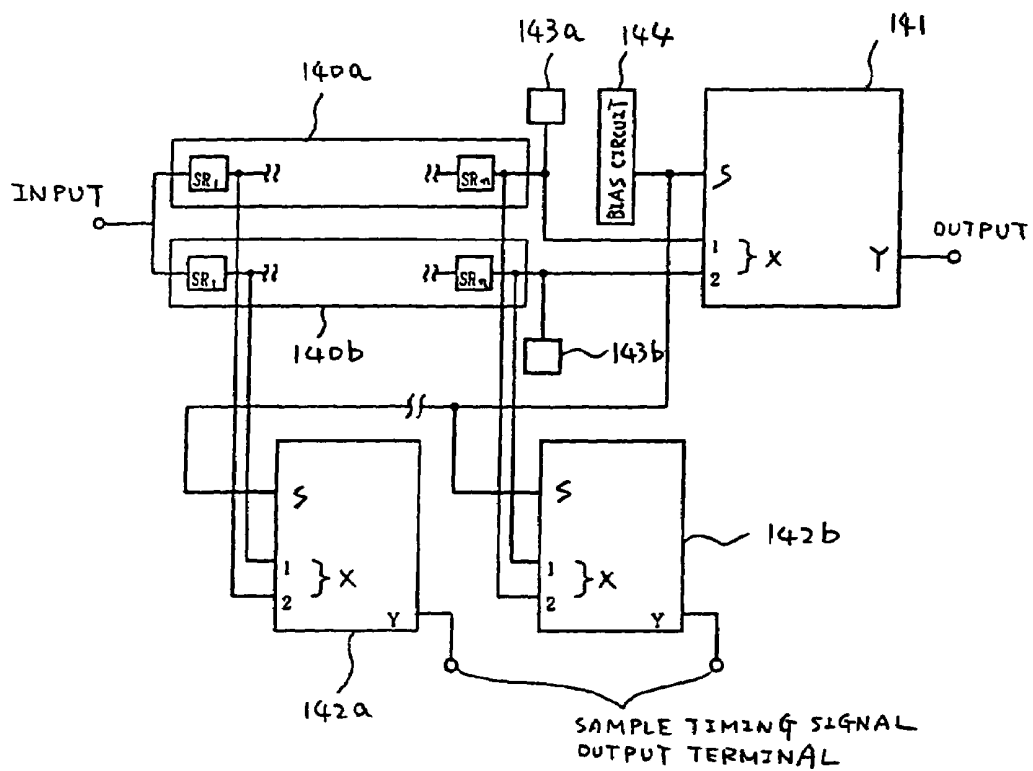 143a
144
141
140a
SR1
SRn
BIAS CIRCUIT
S
INPUT
OUTPUT
1
2
} X
Y
SR1
SRn
140b
143b
S
S
142b
1
2
} X
1
2
} X
Y
Y
142a
SAMPLE TIMING SIGNAL
OUTPUT TERMINAL